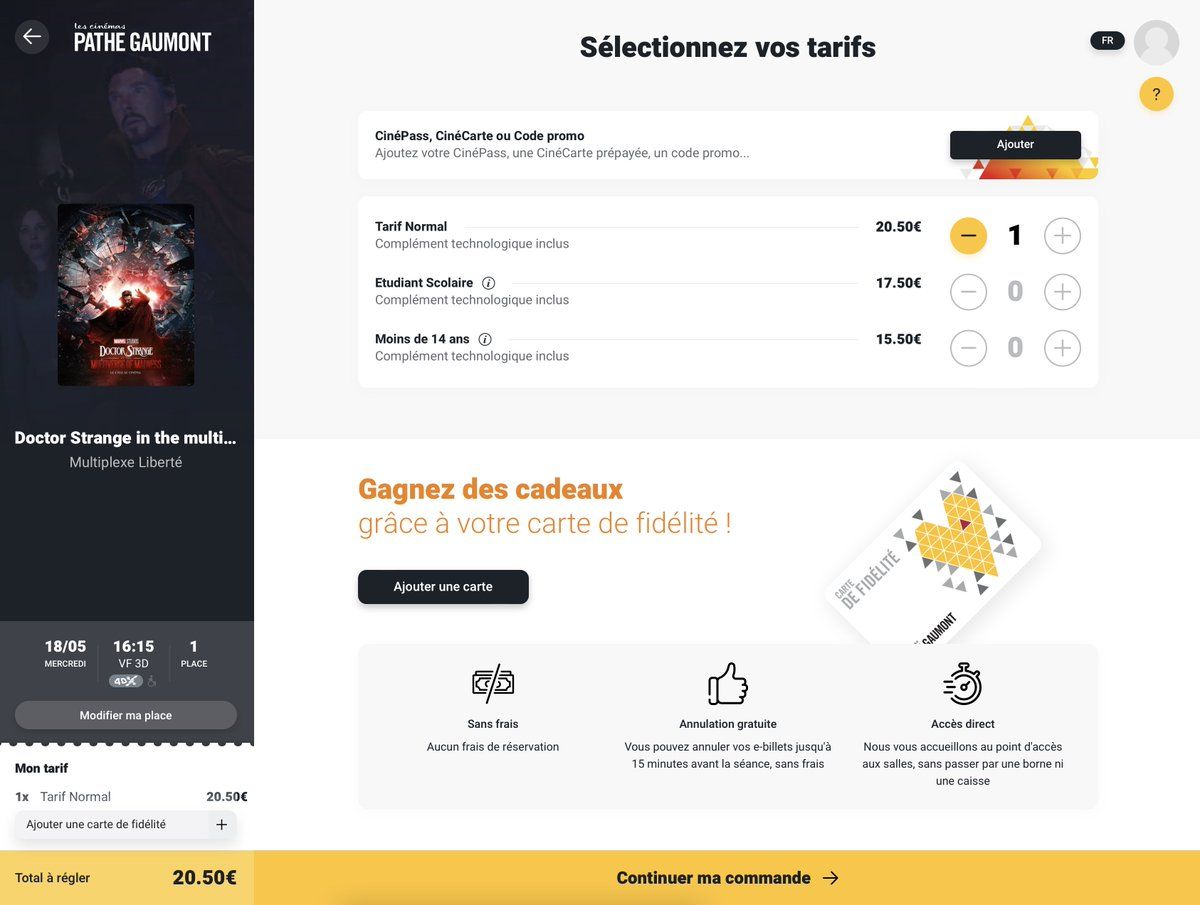 les cinémas
PATHE GAUMONT
Sélectionnez vos tarifs
FR
?
CinéPass, CinéCarte ou Code promo
Ajoutez votre CinéPass, une CinéCarte prépayée, un code promo...
Ajouter
Tarif Normal
20.50€
1
Complément technologique inclus
Etudiant Scolaire
17.50€
0
Complément technologique inclus
Moins de 14 ans
15.50€
0
Complément technologique inclus
MARVEL STUDIOS
DOCTOR STRANGE
MULTIVERSE OF MADNESS
Doctor Strange in the multi...
Multiplexe Liberté
Gagnez des cadeaux
grâce à votre carte de fidélité !
Ajouter une carte
CARTE
DE FIDÉLITÉ
GAUMONT
18/05
MERCREDI
16:15
VF 3D
4DX
1
PLACE
Modifier ma place
Sans frais
Aucun frais de réservation
Annulation gratuite
Vous pouvez annuler vos e-billets jusqu'à
15 minutes avant la séance, sans frais
Accès direct
Nous vous accueillons au point d'accès
aux salles, sans passer par une borne ni
une caisse
Mon tarif
1x Tarif Normal 20.50€
Ajouter une carte de fidélité +
Total à régler 20.50€
Continuer ma commande →